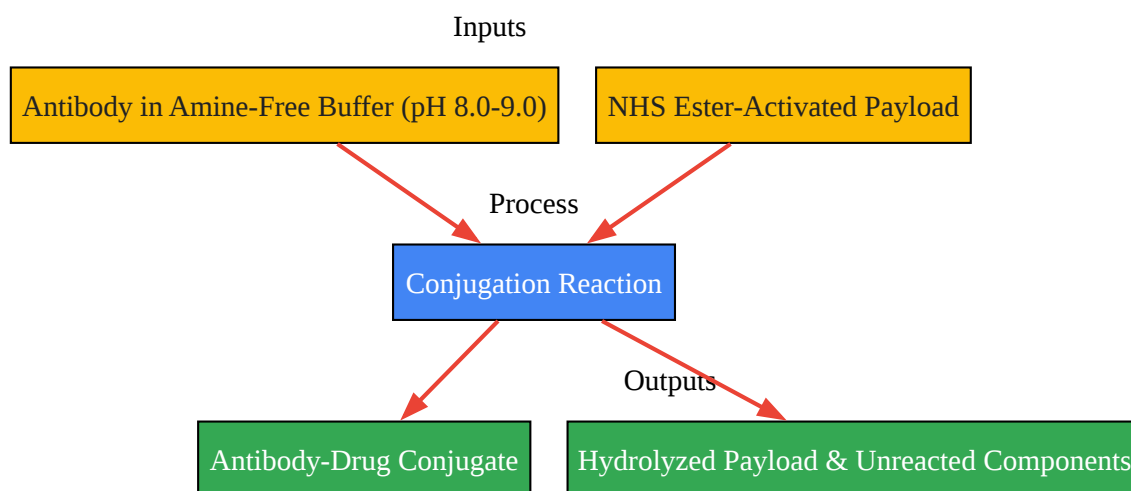 Inputs
Antibody in Amine-Free Buffer (pH 8.0-9.0)
NHS Ester-Activated Payload
Process
Conjugation Reaction
Outputs
Antibody-Drug Conjugate
Hydrolyzed Payload & Unreacted Components